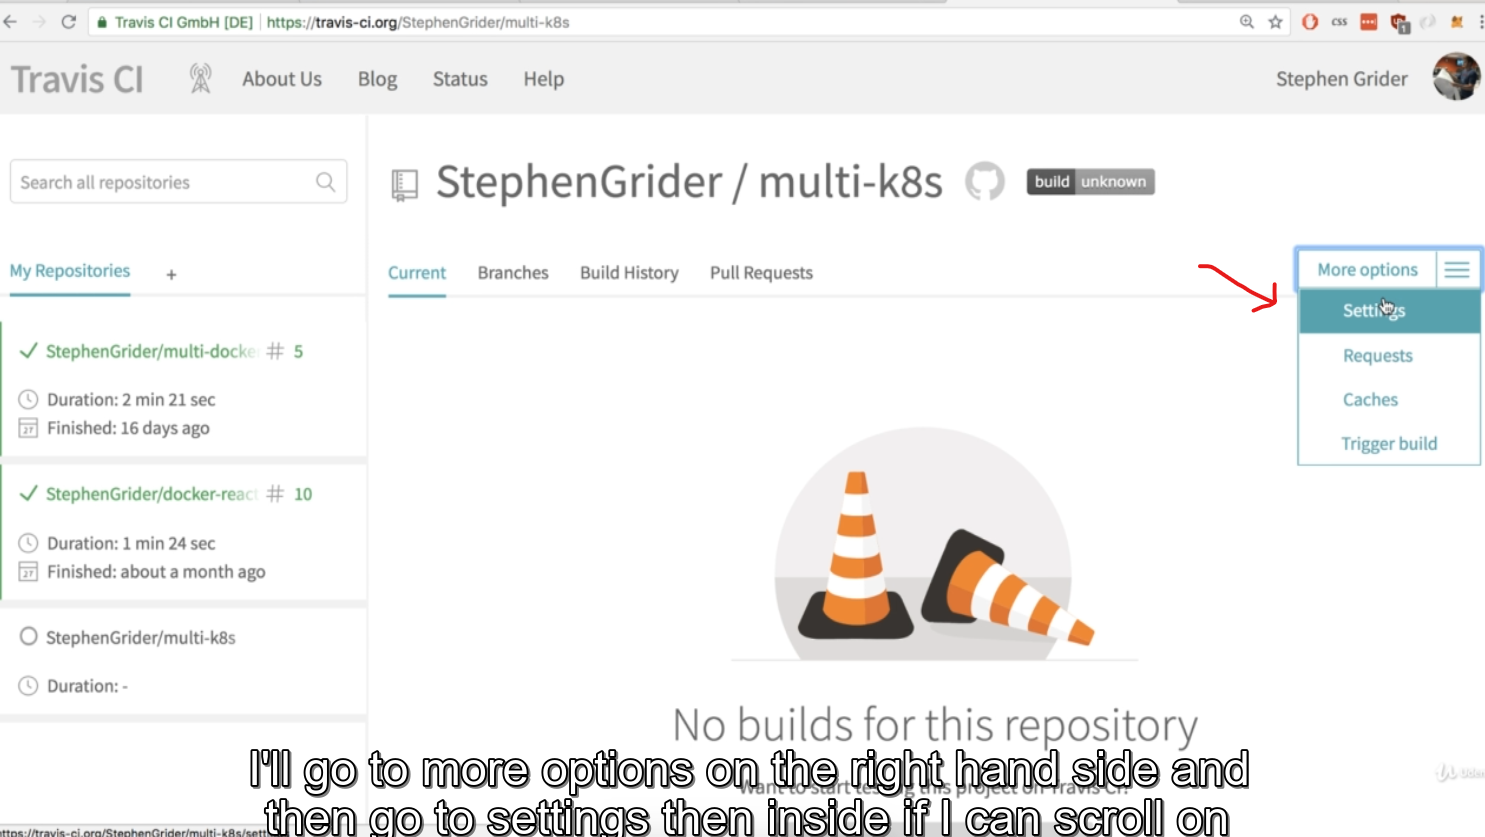 Travis CI GmbH [DE] https://travis-ci.org/StephenGrider/multi-k8s
css
1
Travis CI
About Us
Blog
Status
Help
Stephen Grider
Search all repositories
StephenGrider / multi-k8s
build unknown
My Repositories
+
Current
Branches
Build History
Pull Requests
More options
Settings
Requests
Caches
Trigger build
StephenGrider/multi-docke # 5
Duration: 2 min 21 sec
27 Finished: 16 days ago
StephenGrider/docker-react # 10
Duration: 1 min 24 sec
27 Finished: about a month ago
StephenGrider/multi-k8s
Duration: -
No builds for this repository
Want to start testing this project on Travis CI?
I'll go to more options on the right hand side and
then go to settings then inside if I can scroll on
ttps://travis-ci.org/StephenGrider/multi-k8s/sett